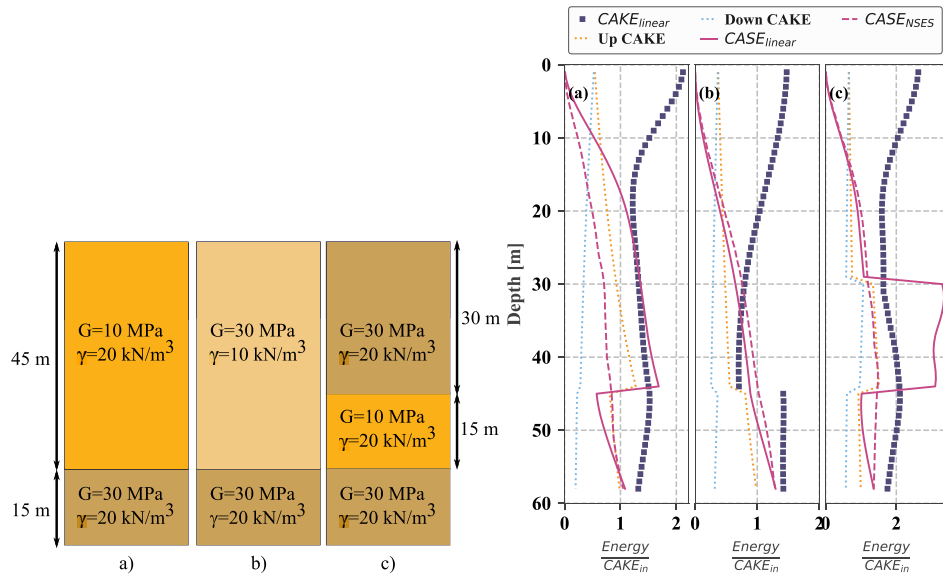 CAKE_linear
Up CAKE
Down CAKE
CASE_linear
CASE_NSES
G=10 MPa
γ=20 kN/m³
G=30 MPa
γ=10 kN/m³
G=30 MPa
γ=20 kN/m³
G=10 MPa
γ=20 kN/m³
G=30 MPa
γ=20 kN/m³
G=30 MPa
γ=20 kN/m³
G=30 MPa
γ=20 kN/m³
45 m
15 m
30 m
15 m
a)
b)
c)
Depth [m]
0
10
20
30
40
50
60
(a)
(b)
(c)
0 1 2
0 1 2
0 2
Energy
CAKE_in
Energy
CAKE_in
Energy
CAKE_in